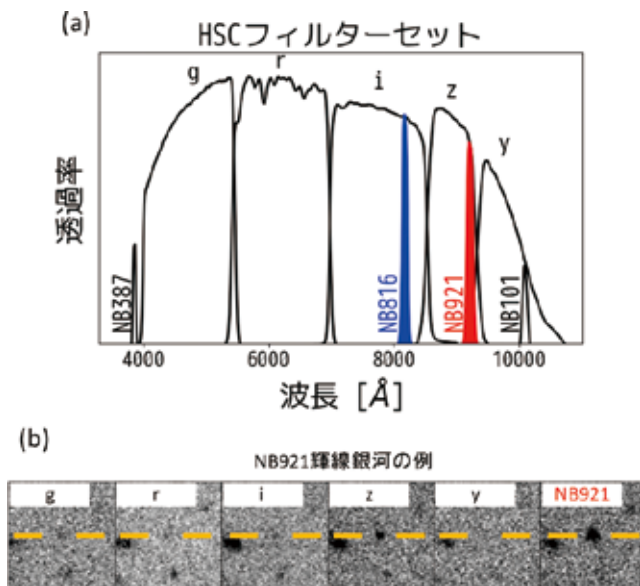 (a)
HSCフィルターセット
g
r
i
z
y
透過率
NB387
NB816
NB921
NB101
4000
6000
8000
10000
波長 [Å]
(b)
NB921輝線銀河の例
g
r
i
z
y
NB921